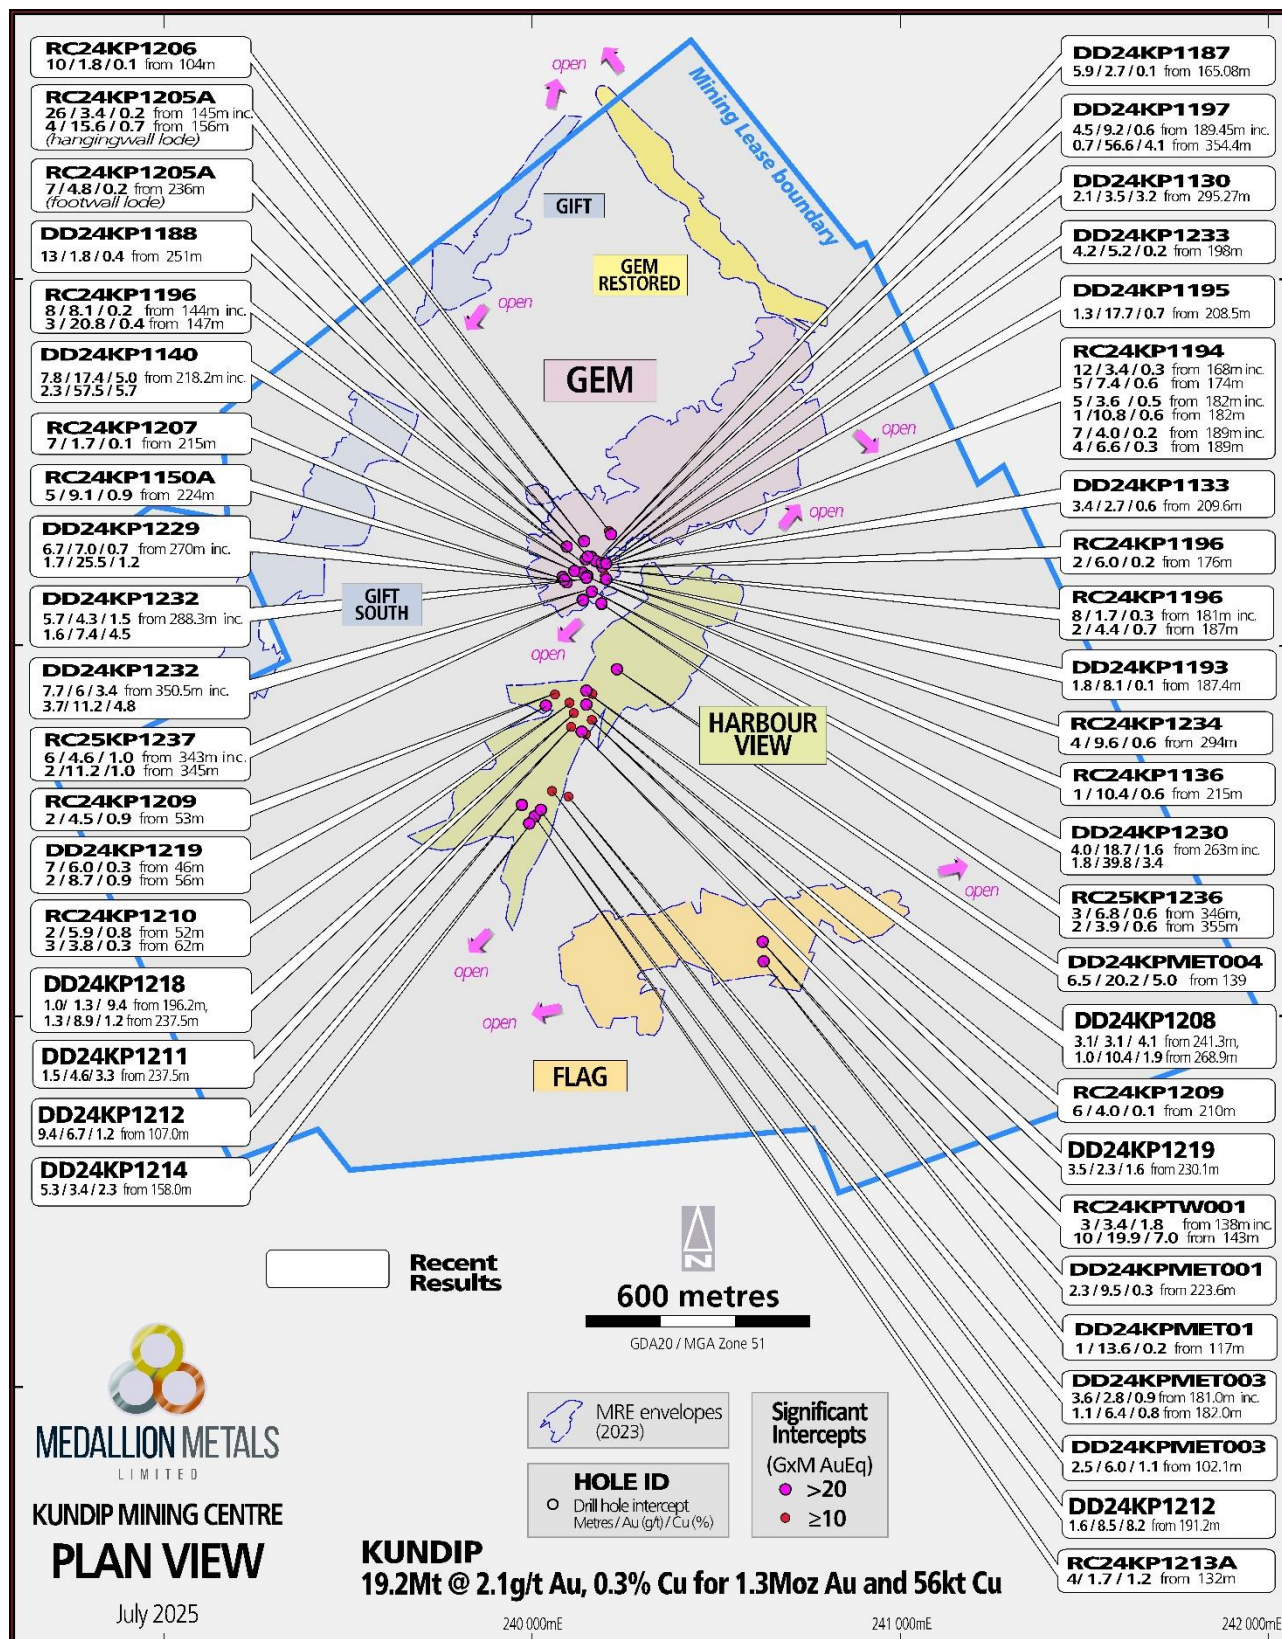 RC24KP1206
10 / 1.8 / 0.1 from 104m
RC24KP1205A
26 / 3.4 / 0.2 from 145m inc.
4 / 15.6 / 0.7 from 156m
(hangingwall lode)
RC24KP1205A
7 / 4.8 / 0.2 from 236m
(footwall lode)
DD24KP1188
13 / 1.8 / 0.4 from 251m
RC24KP1196
8 / 8.1 / 0.2 from 144m inc.
3 / 20.8 / 0.4 from 147m
DD24KP1140
7.8 / 17.4 / 5.0 from 218.2m inc.
2.3 / 57.5 / 5.7
RC24KP1207
7 / 1.7 / 0.1 from 215m
RC24KP1150A
5 / 9.1 / 0.9 from 224m
DD24KP1229
6.7 / 7.0 / 0.7 from 270m inc.
1.7 / 25.5 / 1.2
DD24KP1232
5.7 / 4.3 / 1.5 from 288.3m inc.
1.6 / 7.4 / 4.5
DD24KP1232
7.7 / 6 / 3.4 from 350.5m inc.
3.7/ 11.2 / 4.8
RC25KP1237
6 / 4.6 / 1.0 from 343m inc.
2 /11.2 /1.0 from 345m
RC24KP1209
2 / 4.5 / 0.9 from 53m
DD24KP1219
7 / 6.0 / 0.3 from 46m
2 / 8.7 / 0.9 from 56m
RC24KP1210
2 / 5.9 / 0.8 from 52m
3 / 3.8 / 0.3 from 62m
DD24KP1218
1.0/ 1.3 / 9.4 from 196.2m,
1.3 / 8.9 / 1.2 from 237.5m
DD24KP1211
1.5 / 4.6/ 3.3 from 237.5m
DD24KP1212
9.4 / 6.7 / 1.2 from 107.0m
DD24KP1214
5.3 / 3.4 / 2.3 from 158.0m
open
Mining Lease boundary
GIFT
GEM
RESTORED
open
GEM
open
open
GIFT
SOUTH
open
HARBOUR
VIEW
open
open
open
FLAG
DD24KP1187
5.9 / 2.7 / 0.1 from 165.08m
DD24KP1197
4.5 / 9.2 / 0.6 from 189.45m inc.
0.7 / 56.6 / 4.1 from 354.4m
DD24KP1130
2.1 / 3.5 / 3.2 from 295.27m
DD24KP1233
4.2 / 5.2 / 0.2 from 198m
DD24KP1195
1.3 / 17.7 / 0.7 from 208.5m
RC24KP1194
12 / 3.4 / 0.3 from 168m inc.
5 / 7.4 / 0.6 from 174m
5 / 3.6 / 0.5 from 182m inc.
1 /10.8 / 0.6 from 182m
7 / 4.0 / 0.2 from 189m inc.
4 / 6.6 / 0.3 from 189m
DD24KP1133
3.4 / 2.7 / 0.6 from 209.6m
RC24KP1196
2 / 6.0 / 0.2 from 176m
RC24KP1196
8 / 1.7 / 0.3 from 181m inc.
2 / 4.4 / 0.7 from 187m
DD24KP1193
1.8 / 8.1 / 0.1 from 187.4m
RC24KP1234
4 / 9.6 / 0.6 from 294m
RC24KP1136
1 / 10.4 / 0.6 from 215m
DD24KP1230
4.0 / 18.7 / 1.6 from 263m inc.
1.8 / 39.8 / 3.4
RC25KP1236
3 / 6.8 / 0.6 from 346m,
2 / 3.9 / 0.6 from 355m
DD24KPMET004
6.5 / 20.2 / 5.0 from 139
DD24KP1208
3.1/ 3.1 / 4.1 from 241.3m,
1.0 / 10.4 / 1.9 from 268.9m
RC24KP1209
6 / 4.0 / 0.1 from 210m
DD24KP1219
3.5 / 2.3 / 1.6 from 230.1m
RC24KPTW001
3 / 3.4 / 1.8 from 138m inc.
10 / 19.9 / 7.0 from 143m
DD24KPMET001
2.3 / 9.5 / 0.3 from 223.6m
DD24KPMET01
1 / 13.6 / 0.2 from 117m
DD24KPMET003
3.6 / 2.8 / 0.9 from 181.0m inc.
1.1 / 6.4 / 0.8 from 182.0m
DD24KPMET003
2.5 / 6.0 / 1.1 from 102.1m
DD24KP1212
1.6 / 8.5 / 8.2 from 191.2m
RC24KP1213A
4/ 1.7 / 1.2 from 132m
Recent
Results
N
600 metres
GDA20 / MGA Zone 51
MRE envelopes
(2023)
HOLE ID
Drill hole intercept
Metres / Au (g/t) / Cu (%)
Significant
Intercepts
(GxM AuEq)
>20
≥10
MEDALLION METALS
LIMITED
KUNDIP MINING CENTRE
PLAN VIEW
July 2025
KUNDIP
19.2Mt @ 2.1g/t Au, 0.3% Cu for 1.3Moz Au and 56kt Cu
240 000mE
241 000mE
242 000mE